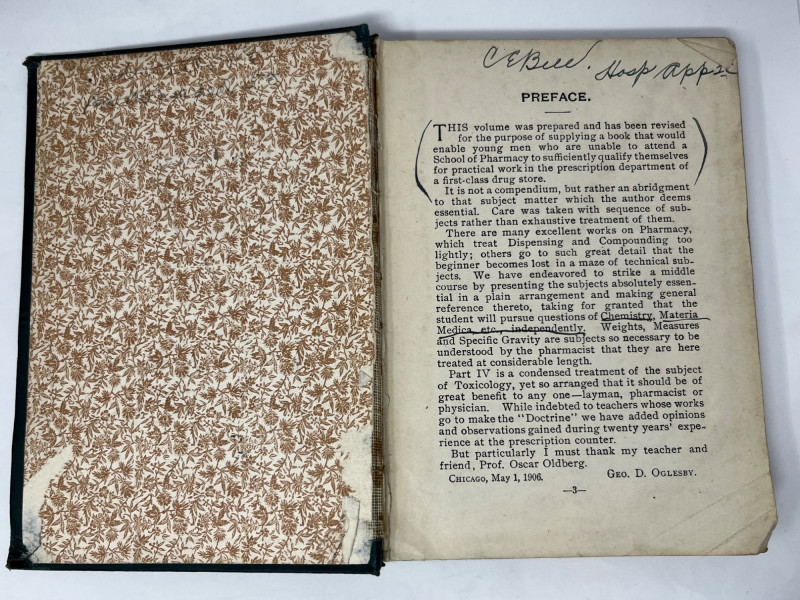 C E Bell. Hosp Appr
PREFACE.
THIS volume was prepared and has been revised
for the purpose of supplying a book that would
enable young men who are unable to attend a
School of Pharmacy to sufficiently qualify themselves
for practical work in the prescription department of
a first-class drug store.
It is not a compendium, but rather an abridgment
to that subject matter which the author deems
essential. Care was taken with sequence of sub-
jects rather than exhaustive treatment of them.
There are many excellent works on Pharmacy,
which treat Dispensing and Compounding too
lightly; others go to such great detail that the
beginner becomes lost in a maze of technical sub-
jects. We have endeavored to strike a middle
course by presenting the subjects absolutely essen-
tial in a plain arrangement and making general
reference thereto, taking for granted that the
student will pursue questions of Chemistry, Materia
Medica, etc., independently. Weights, Measures
and Specific Gravity are subjects so necessary to be
understood by the pharmacist that they are here
treated at considerable length.
Part IV is a condensed treatment of the subject
of Toxicology, yet so arranged that it should be of
great benefit to any one—layman, pharmacist or
physician. While indebted to teachers whose works
go to make the "Doctrine" we have added opinions
and observations gained during twenty years' expe-
rience at the prescription counter.
But particularly I must thank my teacher and
friend, Prof. Oscar Oldberg.
CHICAGO, May 1, 1906. GEO. D. OGLESBY.
—3—